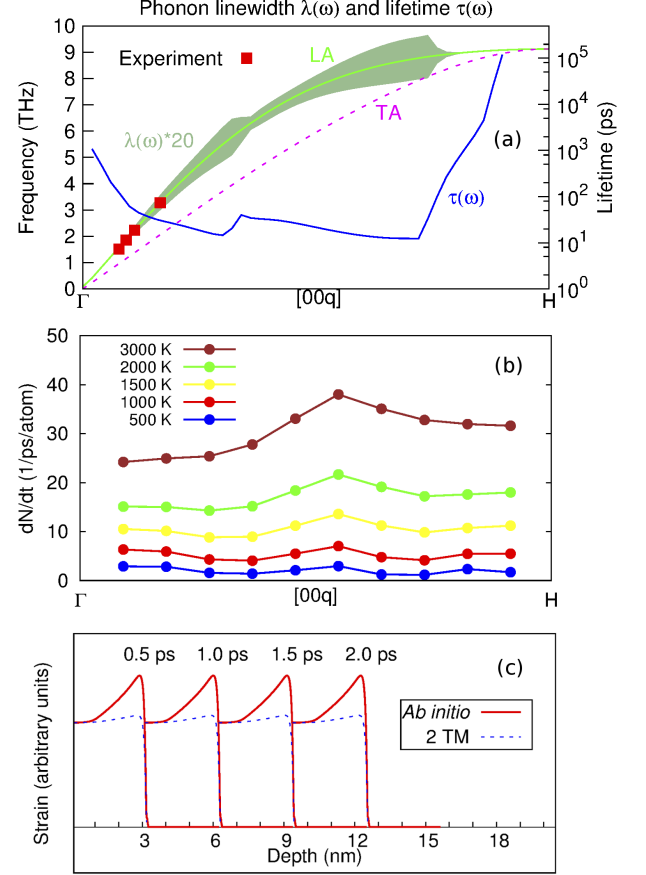 Phonon linewidth λ(ω) and lifetime τ(ω)
10
9
8
7
6
5
4
3
2
1
0
Frequency (THz)
Experiment
LA
TA
λ(ω)*20
(a)
τ(ω)
10^5
10^4
10^3
10^2
10^1
10^0
Lifetime (ps)
Γ
[00q]
H
50
40
30
20
10
0
dN/dt (1/ps/atom)
3000 K
2000 K
1500 K
1000 K
500 K
(b)
Γ
[00q]
H
0.5 ps 1.0 ps 1.5 ps 2.0 ps
(c)
Ab initio
2 TM
Strain (arbitrary units)
3 6 9 12 15 18
Depth (nm)